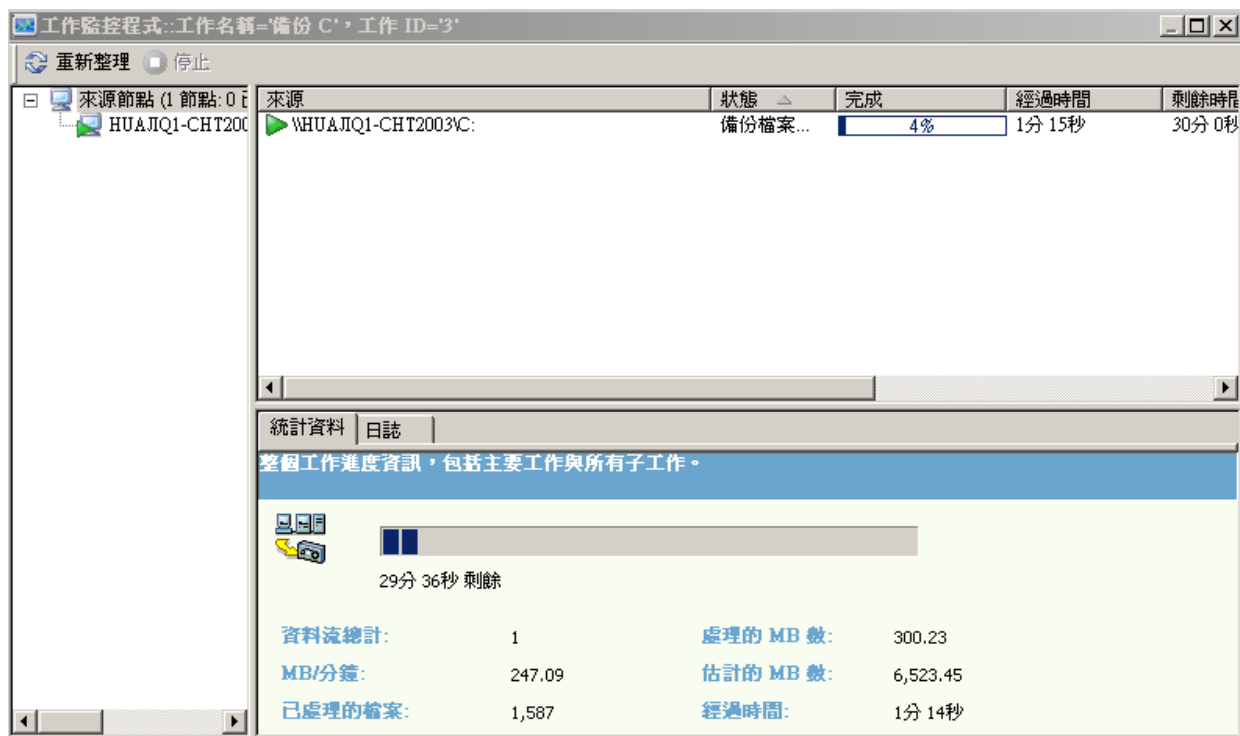 工作監控程式::工作名稱='備份 C'，工作 ID='3'
重新整理 停止
來源節點 (1 節點: 0 已
HUAJIQ1-CHT200
來源 狀態 完成 經過時間 剩餘時間
\\HUAJIQ1-CHT2003\C: 備份檔案... 4% 1分 15秒 30分 0秒
統計資料 日誌
整個工作進度資訊，包括主要工作與所有子工作。
29分 36秒 剩餘
資料流總計: 1 處理的 MB 數: 300.23
MB/分鐘: 247.09 估計的 MB 數: 6,523.45
已處理的檔案: 1,587 經過時間: 1分 14秒